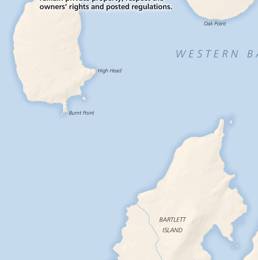 owners' rights and posted regulations.
Oak Point
WESTERN BA
High Head
Burnt Point
BARTLETT
ISLAND